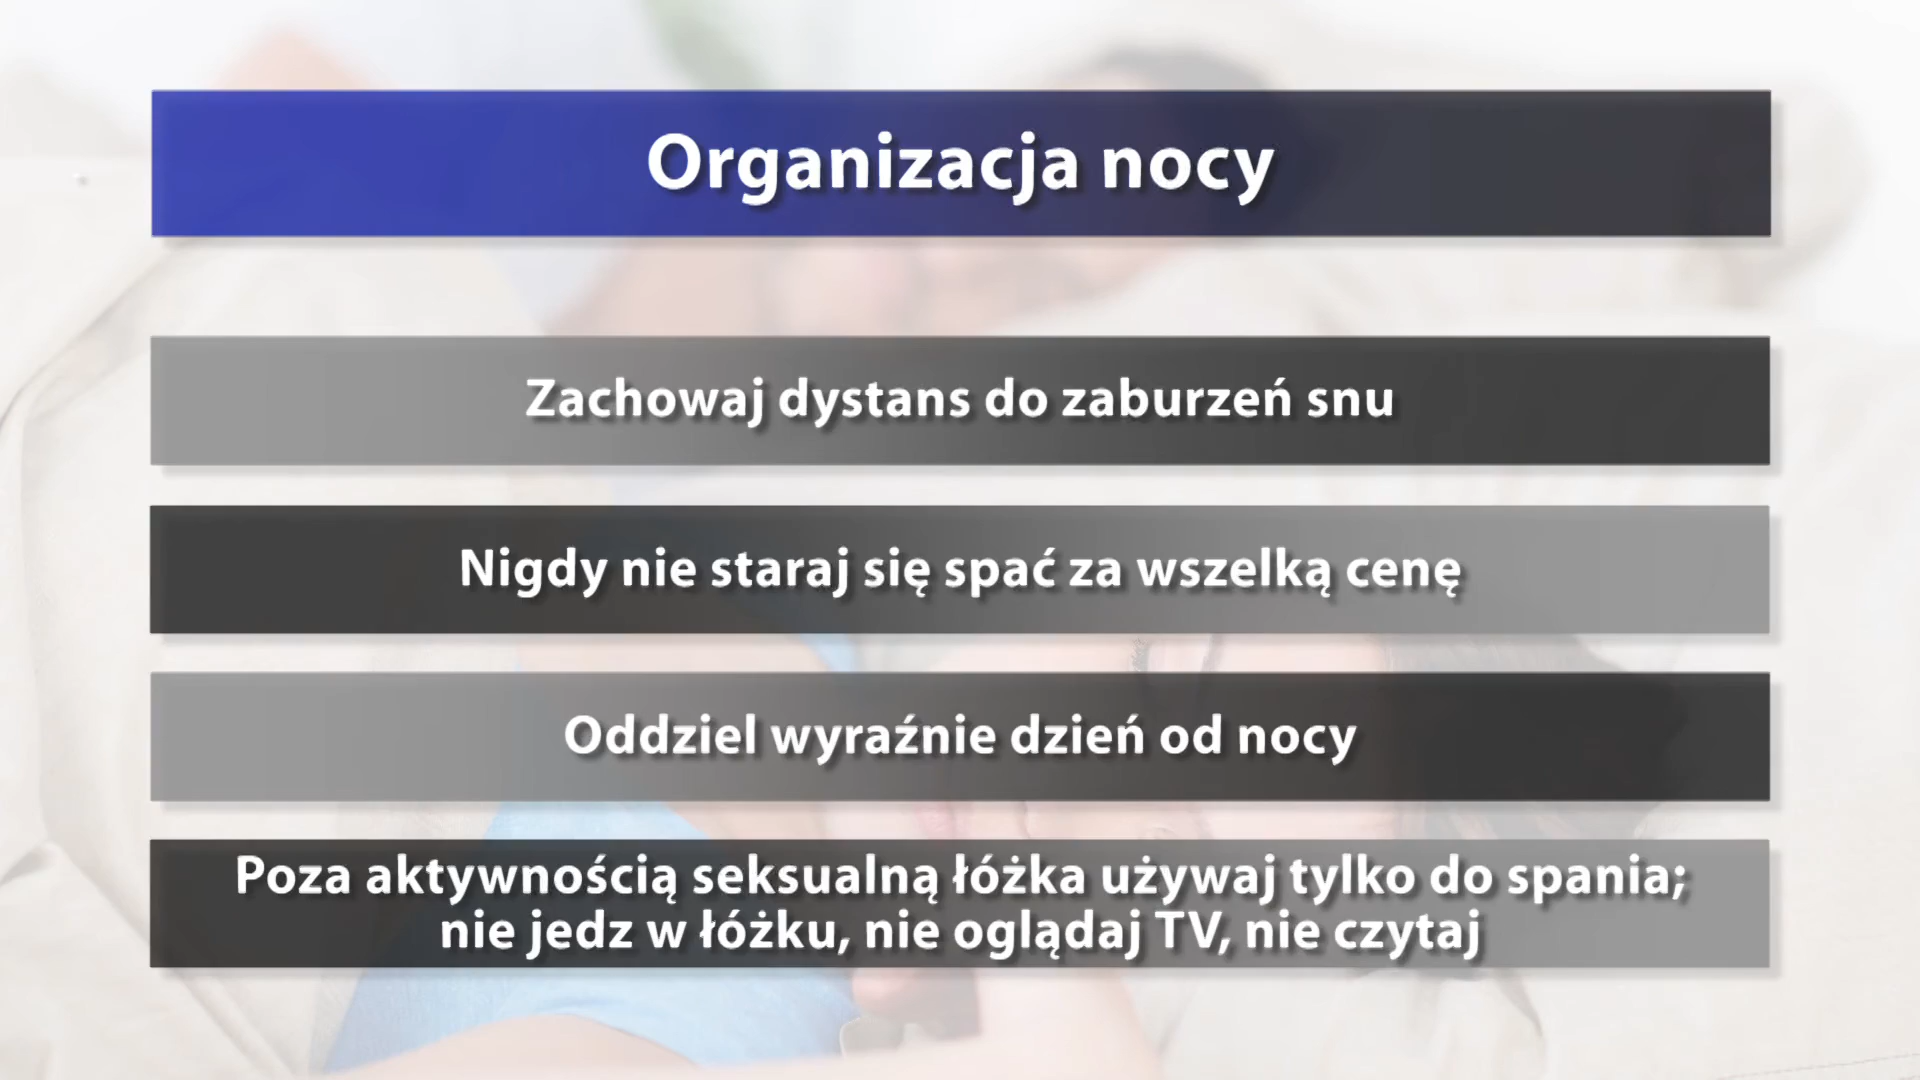 Organizacja nocy
Zachowaj dystans do zaburzeń snu
Nigdy nie staraj się spać za wszelką cenę
Oddziel wyraźnie dzień od nocy
Poza aktywnością seksualną łóżka używaj tylko do spania;
nie jedz w łóżku, nie oglądaj TV, nie czytaj